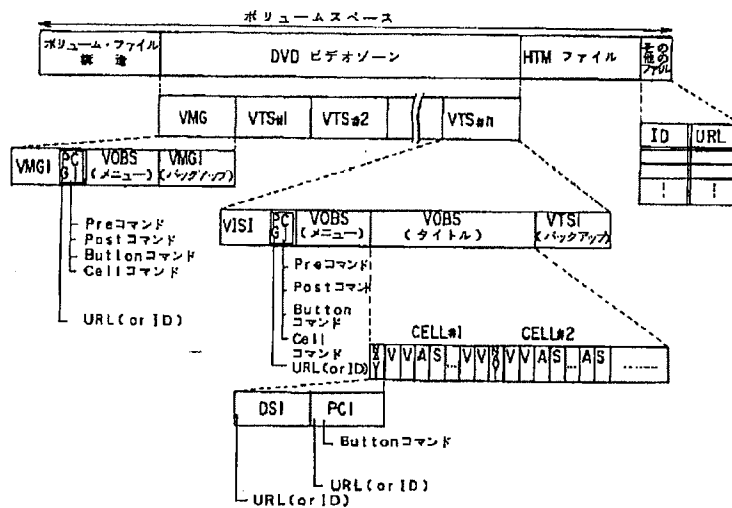 ボリュームスペース
ボリューム・ファイル
構造
DVD ビデオゾーン
HTM ファイル
その
他の
ファイル
VMG
VTS#1
VTS#2
VTS#n
ID
URL
VMGI
PC
GI
VOBS
(メニュー)
VMGI
(バックアップ)
Preコマンド
Postコマンド
Buttonコマンド
Cellコマンド
URL(or ID)
VISI
PC
GI
VOBS
(メニュー)
VOBS
(タイトル)
VTSI
(バックアップ)
Preコマンド
Postコマンド
Button
コマンド
Cell
コマンド
URL(or ID)
CELL#1
CELL#2
NV V V A S ... V V NV V V A S ... A S .......
DSI
PCI
Buttonコマンド
URL(or ID)
URL(or ID)